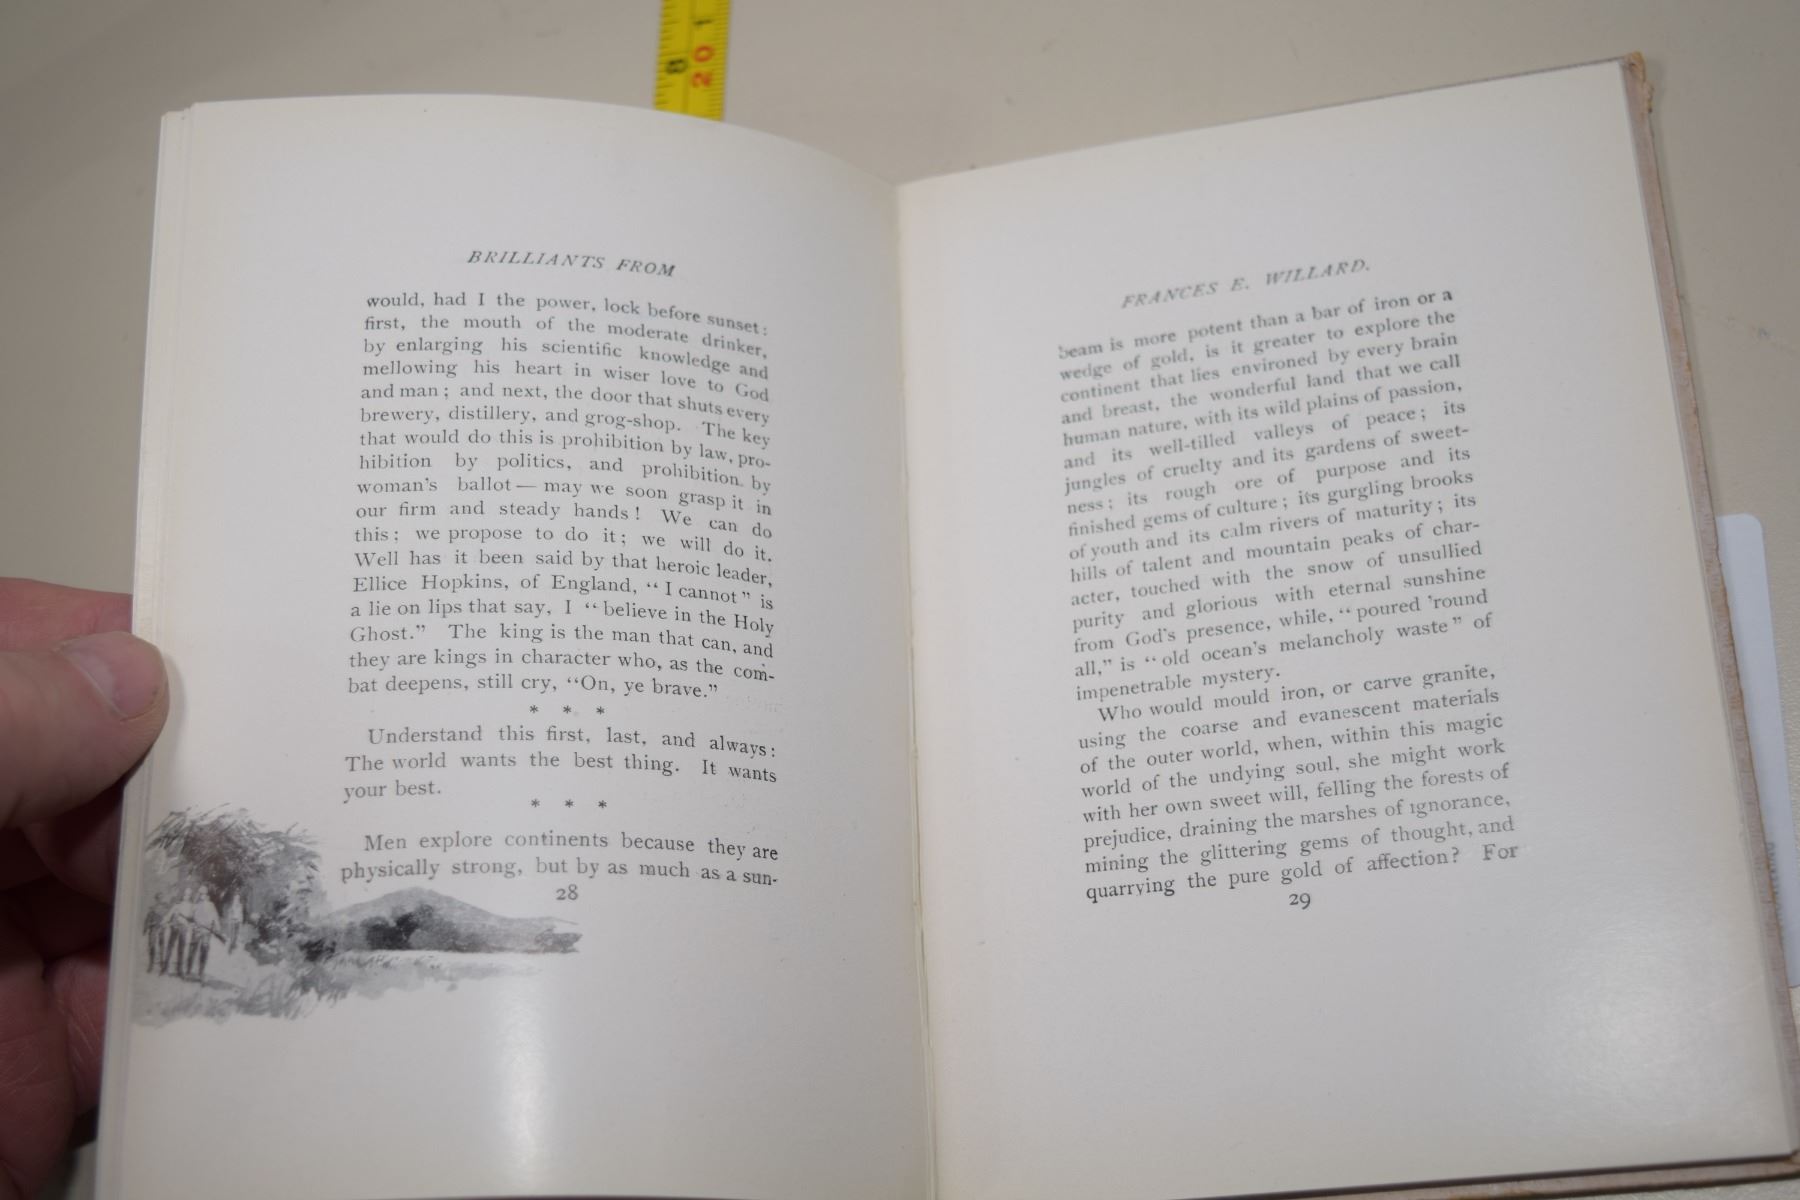 8
20
1
BRILLIANTS FROM
would, had I the power, lock before sunset:
first, the mouth of the moderate drinker,
by enlarging his scientific knowledge and
mellowing his heart in wiser love to God
and man; and next, the door that shuts every
brewery, distillery, and grog-shop. The key
that would do this is prohibition by law, pro-
hibition by politics, and prohibition by
woman's ballot — may we soon grasp it in
our firm and steady hands! We can do
this; we propose to do it; we will do it.
Well has it been said by that heroic leader,
Ellice Hopkins, of England, "I cannot" is
a lie on lips that say, I "believe in the Holy
Ghost." The king is the man that can, and
they are kings in character who, as the com-
bat deepens, still cry, "On, ye brave."
* * *
Understand this first, last, and always:
The world wants the best thing. It wants
your best.
* * *
Men explore continents because they are
physically strong, but by as much as a sun-
28
FRANCES E. WILLARD.
beam is more potent than a bar of iron or a
wedge of gold, is it greater to explore the
continent that lies environed by every brain
and breast, the wonderful land that we call
human nature, with its wild plains of passion,
and its well-tilled valleys of peace; its
jungles of cruelty and its gardens of sweet-
ness; its rough ore of purpose and its
finished gems of culture; its gurgling brooks
of youth and its calm rivers of maturity; its
hills of talent and mountain peaks of char-
acter, touched with the snow of unsullied
purity and glorious with eternal sunshine
from God's presence, while, "poured 'round
all," is "old ocean's melancholy waste" of
impenetrable mystery.
Who would mould iron, or carve granite,
using the coarse and evanescent materials
of the outer world, when, within this magic
world of the undying soul, she might work
with her own sweet will, felling the forests of
prejudice, draining the marshes of ignorance,
mining the glittering gems of thought, and
quarrying the pure gold of affection? For
29